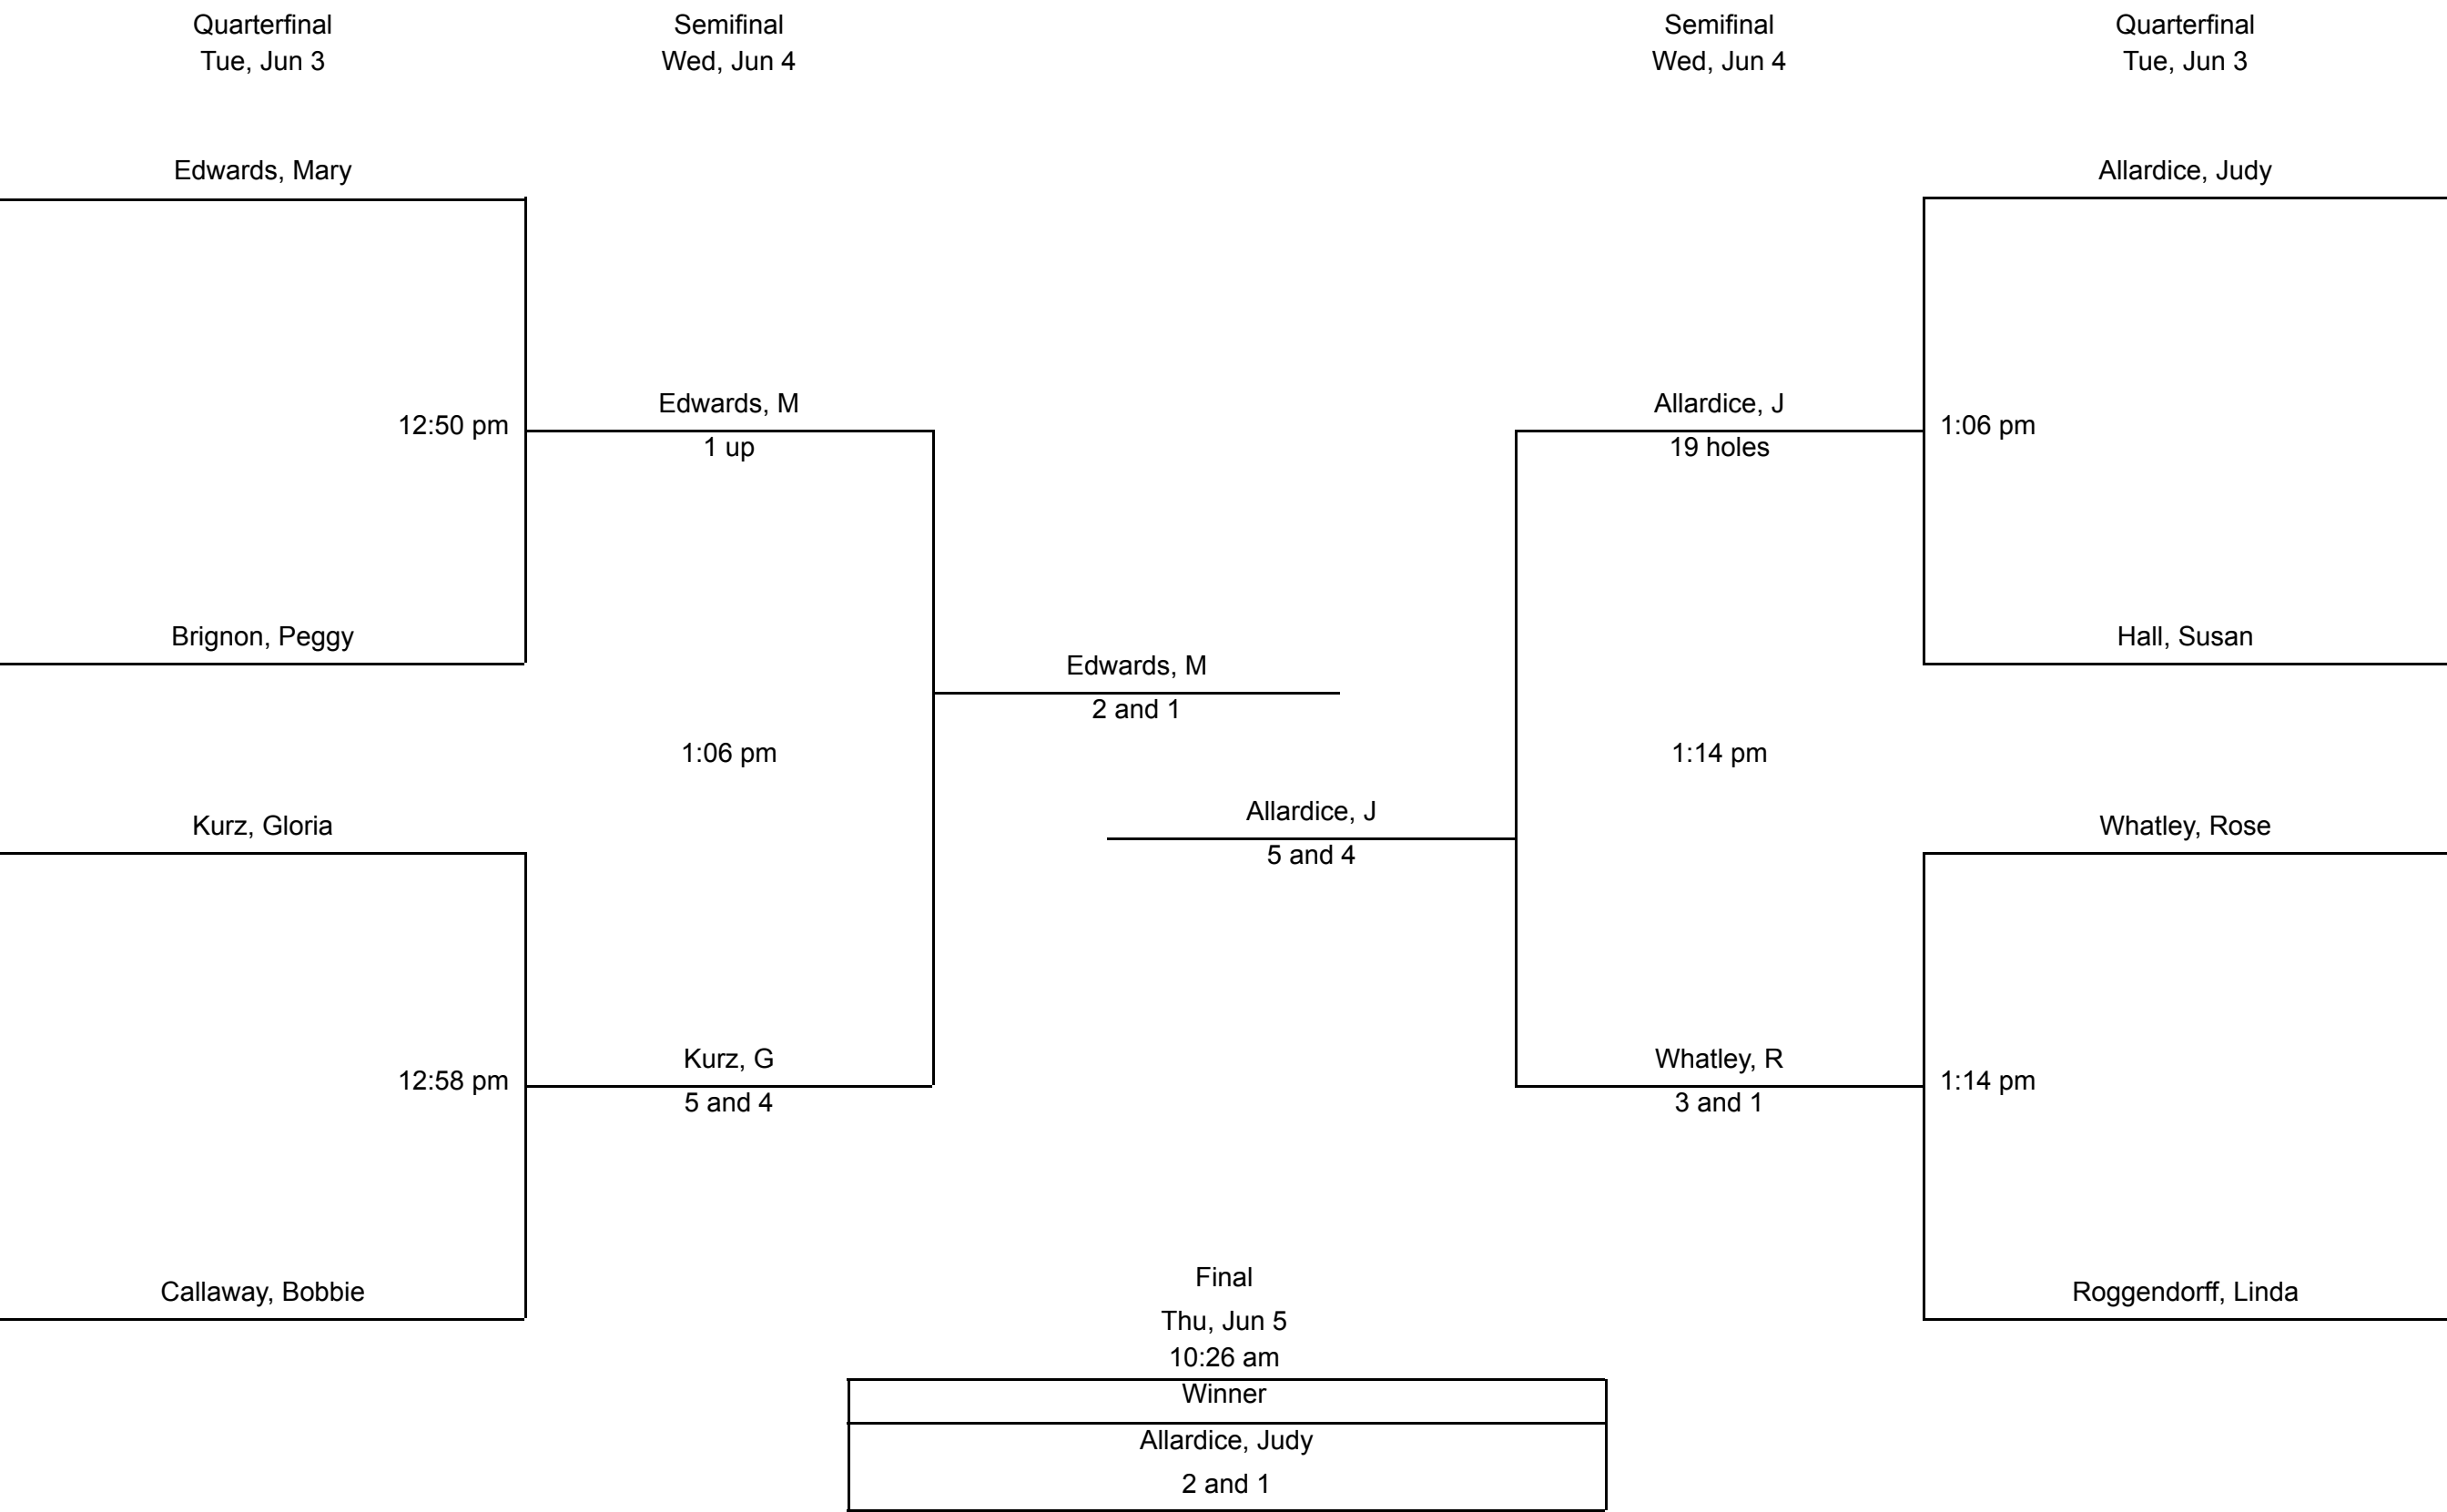 Quarterfinal
Tue, Jun 3
Semifinal
Wed, Jun 4
Semifinal
Wed, Jun 4
Quarterfinal
Tue, Jun 3
Edwards, Mary
Allardice, Judy
Edwards, M
12:50 pm
1 up
Allardice, J
1:06 pm
19 holes
Brignon, Peggy
Hall, Susan
Edwards, M
2 and 1
1:06 pm
1:14 pm
Allardice, J
5 and 4
Kurz, Gloria
Whatley, Rose
Kurz, G
12:58 pm
5 and 4
Whatley, R
1:14 pm
3 and 1
Callaway, Bobbie
Roggendorff, Linda
Final
Thu, Jun 5
10:26 am
Winner
Allardice, Judy
2 and 1